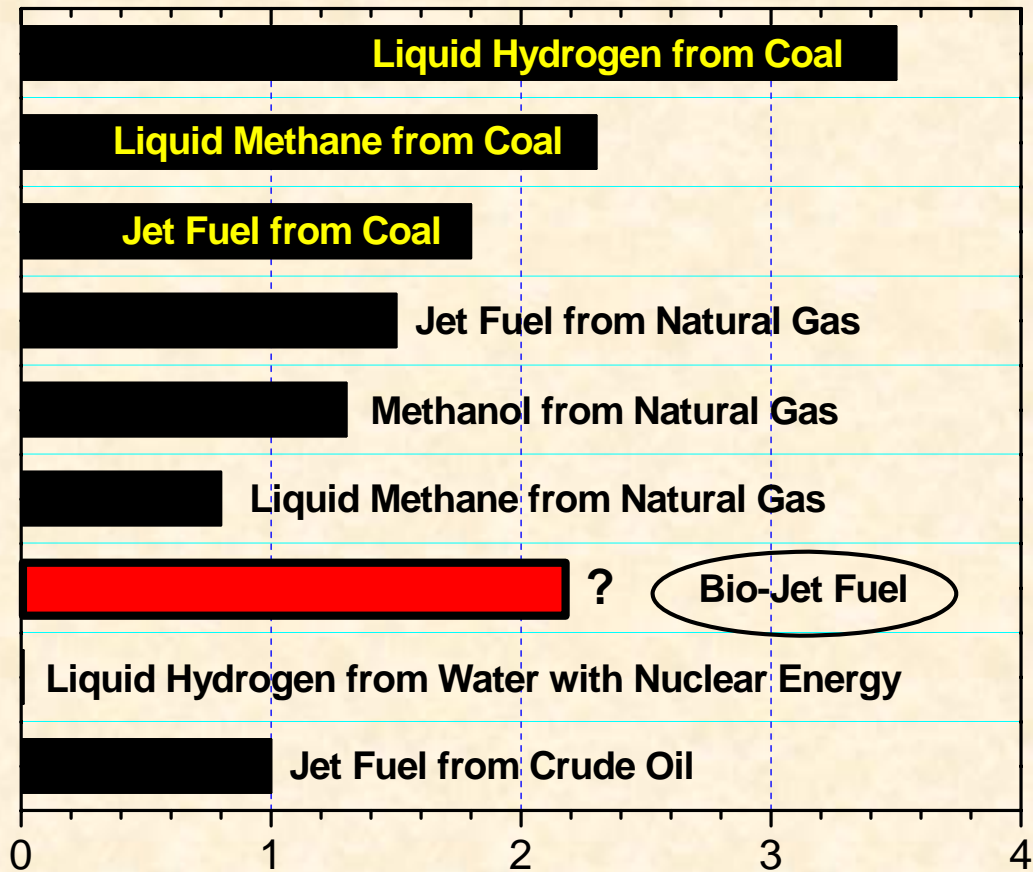 Liquid Hydrogen from Coal
Liquid Methane from Coal
Jet Fuel from Coal
Jet Fuel from Natural Gas
Methanol from Natural Gas
Liquid Methane from Natural Gas
? Bio-Jet Fuel
Liquid Hydrogen from Water with Nuclear Energy
Jet Fuel from Crude Oil
0 1 2 3 4